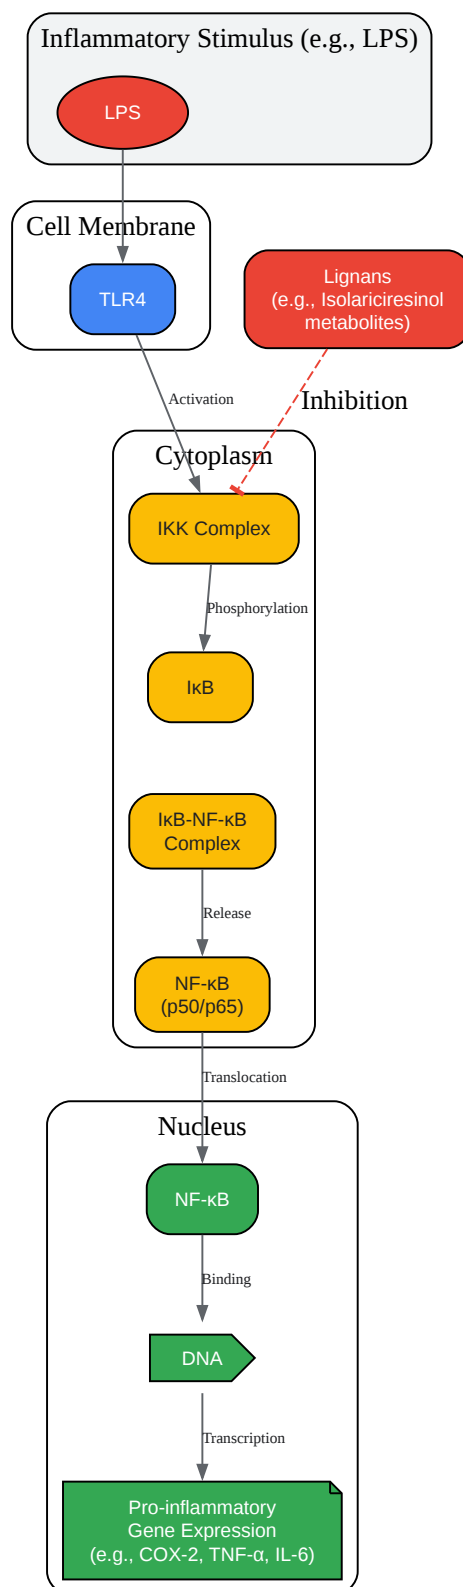 Inflammatory Stimulus (e.g., LPS)
LPS
Cell Membrane
TLR4
Lignans
(e.g., Isolariciresinol
metabolites)
Activation
Inhibition
Cytoplasm
IKK Complex
Phosphorylation
IκB
IκB-NF-κB
Complex
Release
NF-κB
(p50/p65)
Translocation
Nucleus
NF-κB
Binding
DNA
Transcription
Pro-inflammatory
Gene Expression
(e.g., COX-2, TNF-α, IL-6)